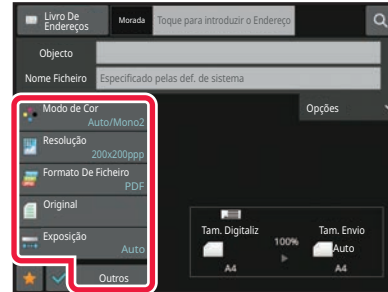 Livro De
Endereços
Morada
Toque para introduzir o Endereço
Objecto
Nome Ficheiro
Especificado pelas def. de sistema
Modo de Cor
Auto/Mono2
Opções
Resolução
200x200ppp
Formato De Ficheiro
PDF
Original
Exposição
Auto
Tam. Digitaliz
100%
Tam. Envio
Auto
A4
A4
Outros